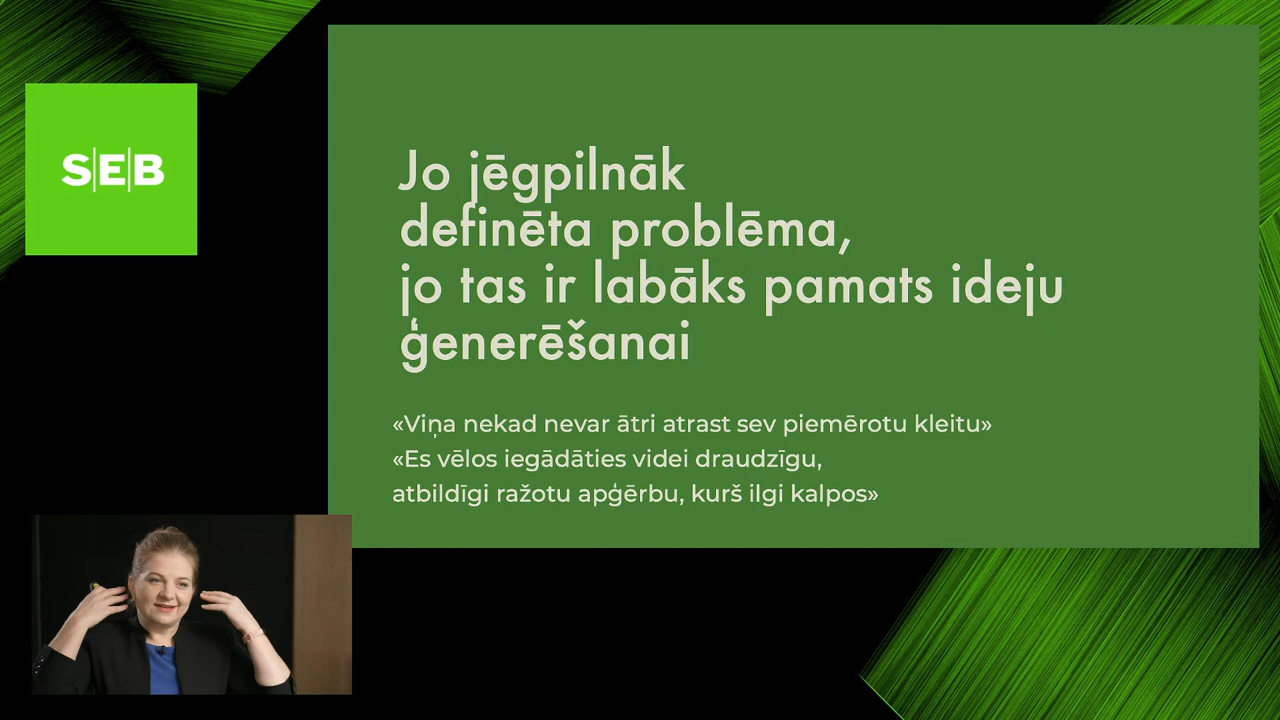 SEB
Jo jēgpilnāk
definēta problēma,
jo tas ir labāks pamats ideju
ģenerēšanai
«Viņa nekad nevar ātri atrast sev piemērotu kleitu»
«Es vēlos iegādāties videi draudzīgu,
atbildīgi ražotu apģērbu, kurš ilgi kalpos»